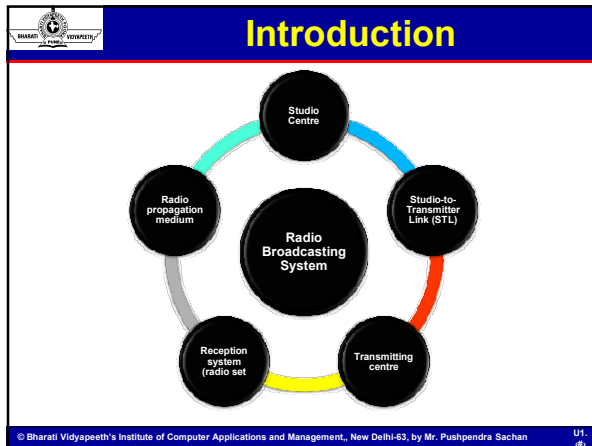 BHARATI
VIDYAPEETH
PUNE
Introduction
Studio
Centre
Studio-to-
Transmitter
Link (STL)
Transmitting
centre
Reception
system
(radio set
Radio
propagation
medium
Radio
Broadcasting
System
© Bharati Vidyapeeth's Institute of Computer Applications and Management,, New Delhi-63, by Mr. Pushpendra Sachan
U1.
‹#›